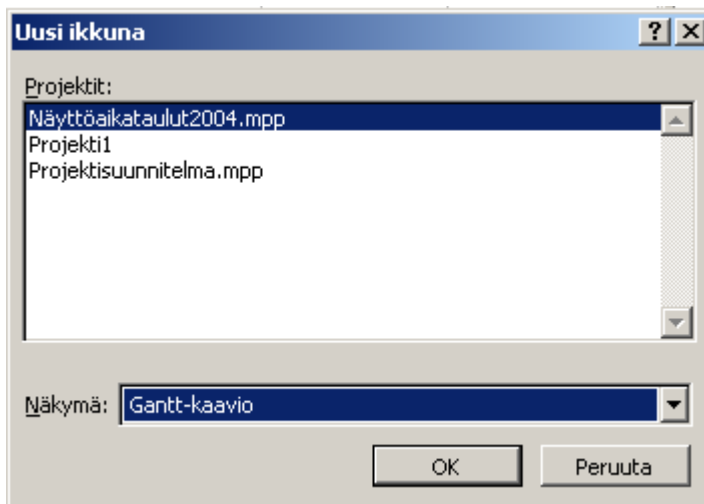 Uusi ikkuna
Projektit:
Näyttöaikataulut2004.mpp
Projekti1
Projektisuunnitelma.mpp
Näkymä: Gantt-kaavio
OK Peruuta